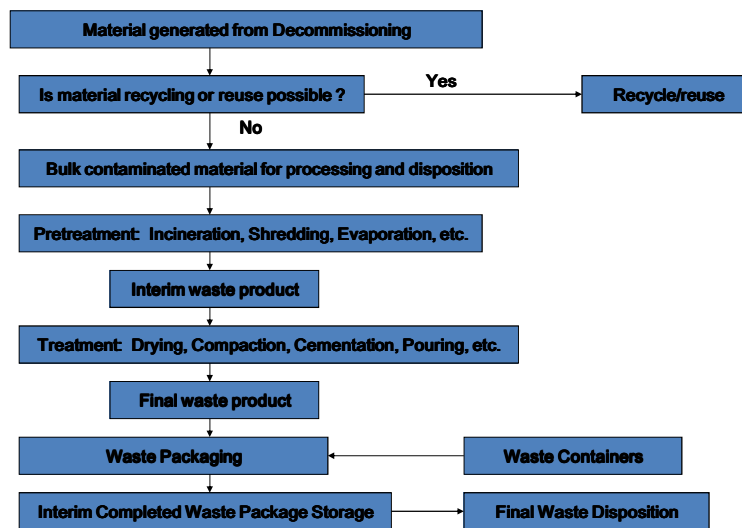 Material generated from Decommissioning
Is material recycling or reuse possible ?
Yes
Recycle/reuse
No
Bulk contaminated material for processing and disposition
Pretreatment: Incineration, Shredding, Evaporation, etc.
Interim waste product
Treatment: Drying, Compaction, Cementation, Pouring, etc.
Final waste product
Waste Packaging
Waste Containers
Interim Completed Waste Package Storage
Final Waste Disposition